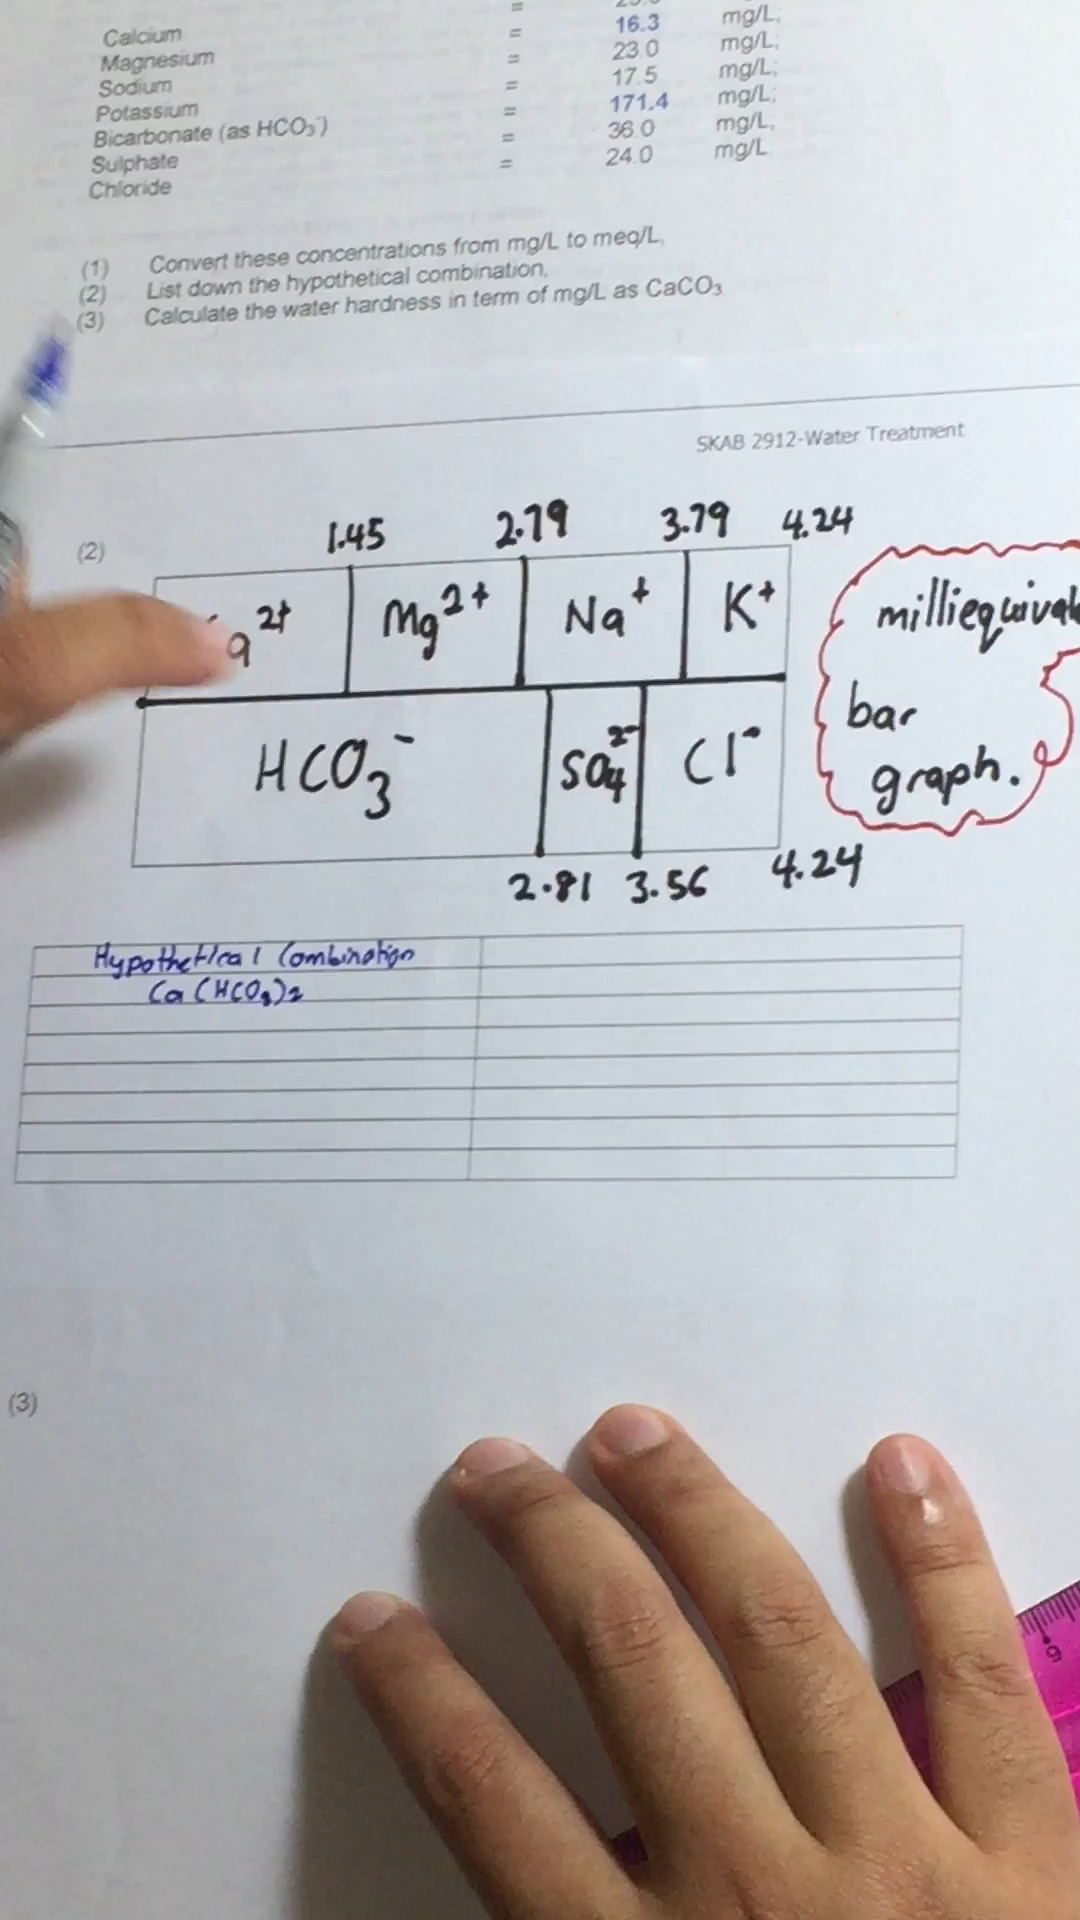 =
Calcium = 16.3 mg/L;
Magnesium = 23.0 mg/L;
Sodium = 17.5 mg/L;
Potassium = 171.4 mg/L;
Bicarbonate (as HCO₃⁻) = 36.0 mg/L;
Sulphate = 24.0 mg/L
Chloride
(1) Convert these concentrations from mg/L to meq/L,
(2) List down the hypothetical combination,
(3) Calculate the water hardness in term of mg/L as CaCO₃
SKAB 2912-Water Treatment
(2)
1.45 2.79 3.79 4.24
a²⁺ Mg²⁺ Na⁺ K⁺
HCO₃⁻ SO₄²⁻ Cl⁻
2.81 3.56 4.24
bar
graph.
Hypothetical Combination
Ca(HCO₃)₂
(3)